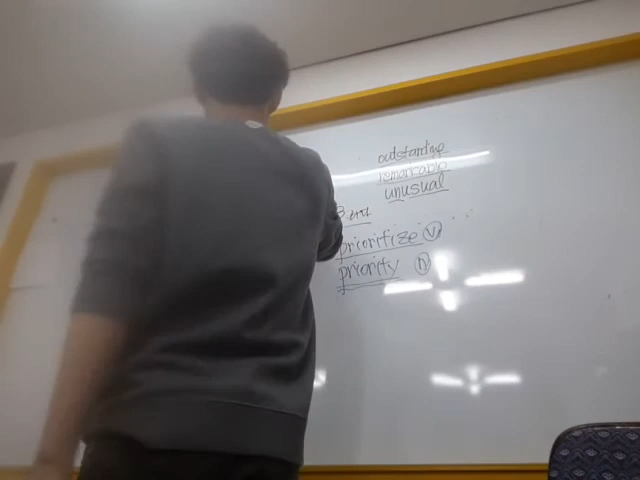 outstanding
remarkable
unusual
prioritize (v)
priority (n)